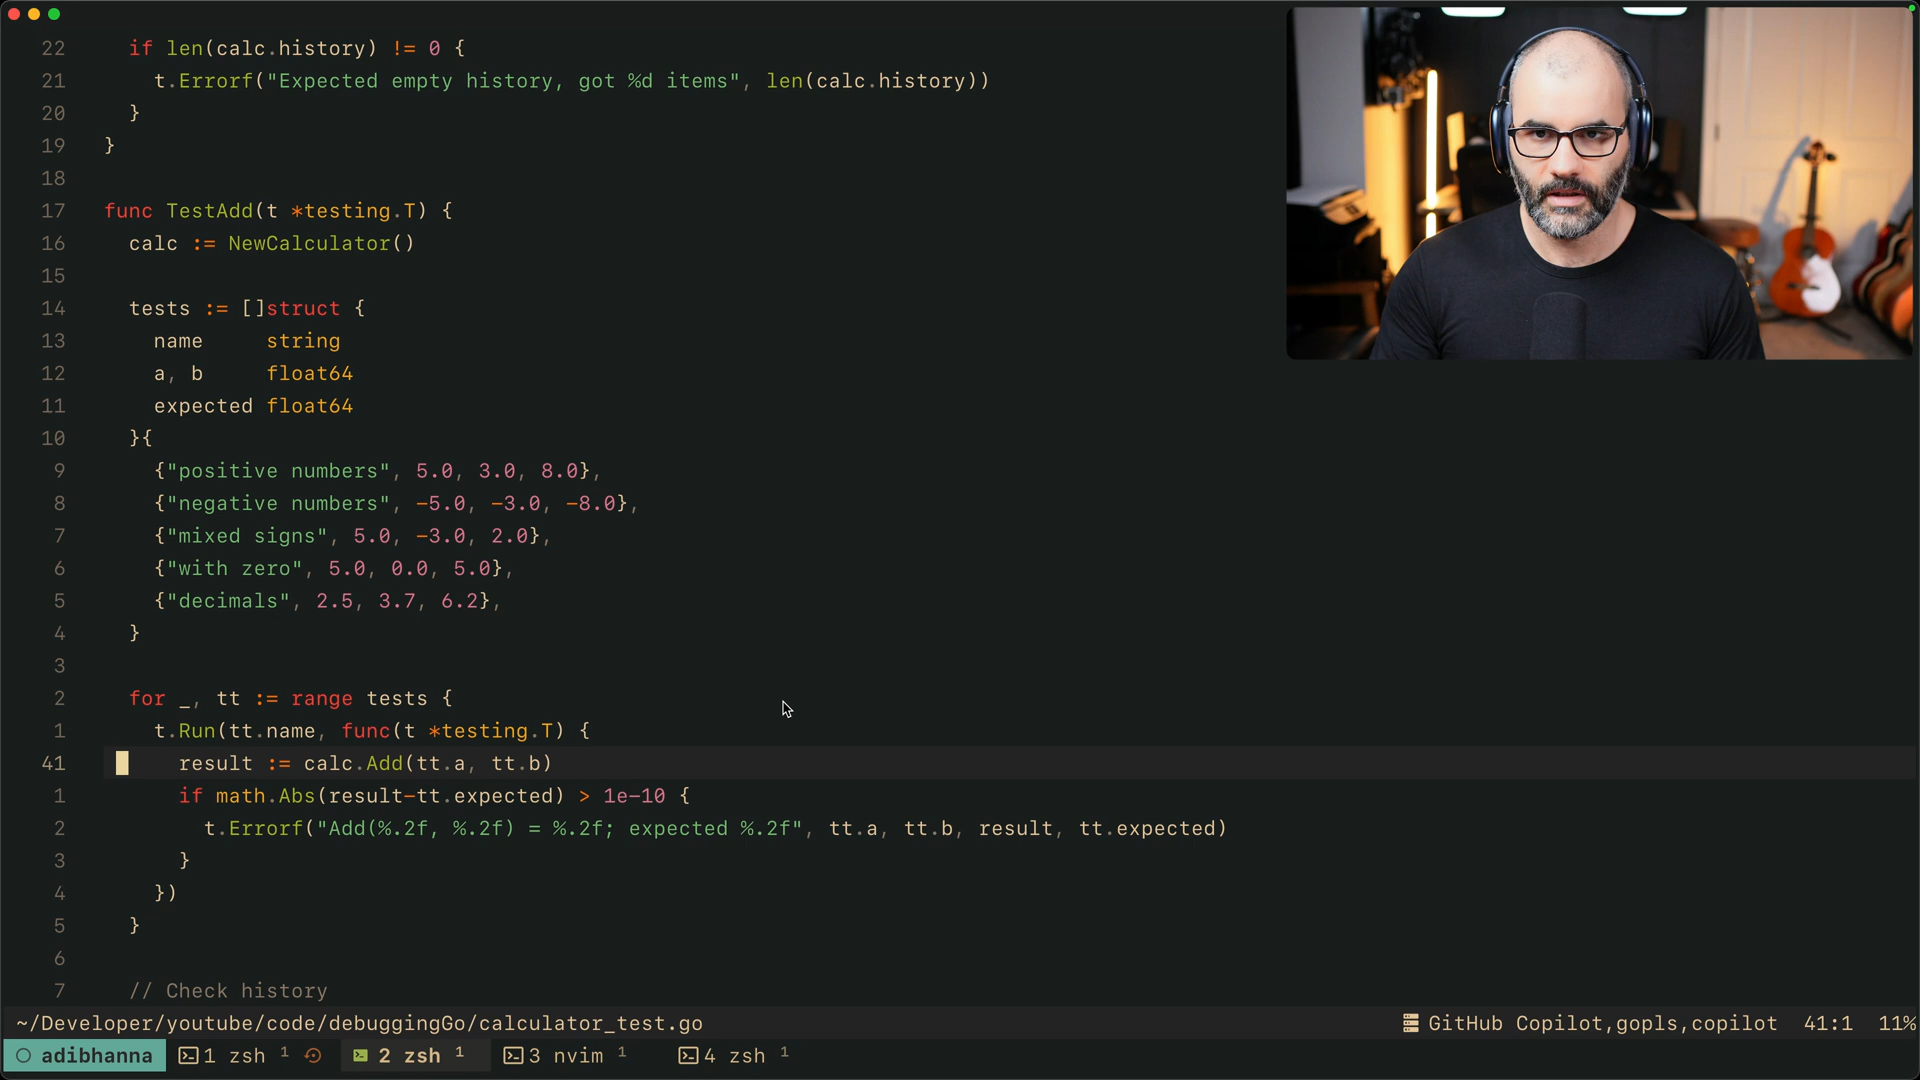 22 if len(calc.history) != 0 {
21 t.Errorf("Expected empty history, got %d items", len(calc.history))
20 }
19 }
18
17 func TestAdd(t *testing.T) {
16 calc := NewCalculator()
15
14 tests := []struct {
13 name string
12 a, b float64
11 expected float64
10 }{
9 {"positive numbers", 5.0, 3.0, 8.0},
8 {"negative numbers", -5.0, -3.0, -8.0},
7 {"mixed signs", 5.0, -3.0, 2.0},
6 {"with zero", 5.0, 0.0, 5.0},
5 {"decimals", 2.5, 3.7, 6.2},
4 }
3
2 for _, tt := range tests {
1 t.Run(tt.name, func(t *testing.T) {
41 result := calc.Add(tt.a, tt.b)
1 if math.Abs(result-tt.expected) > 1e-10 {
2 t.Errorf("Add(%.2f, %.2f) = %.2f; expected %.2f", tt.a, tt.b, result, tt.expected)
3 }
4 })
5 }
6
7 // Check history
~/Developer/youtube/code/debuggingGo/calculator_test.go GitHub Copilot,gopls,copilot 41:1 11%
adibhanna 1 zsh 1 2 zsh 1 3 nvim 1 4 zsh 1